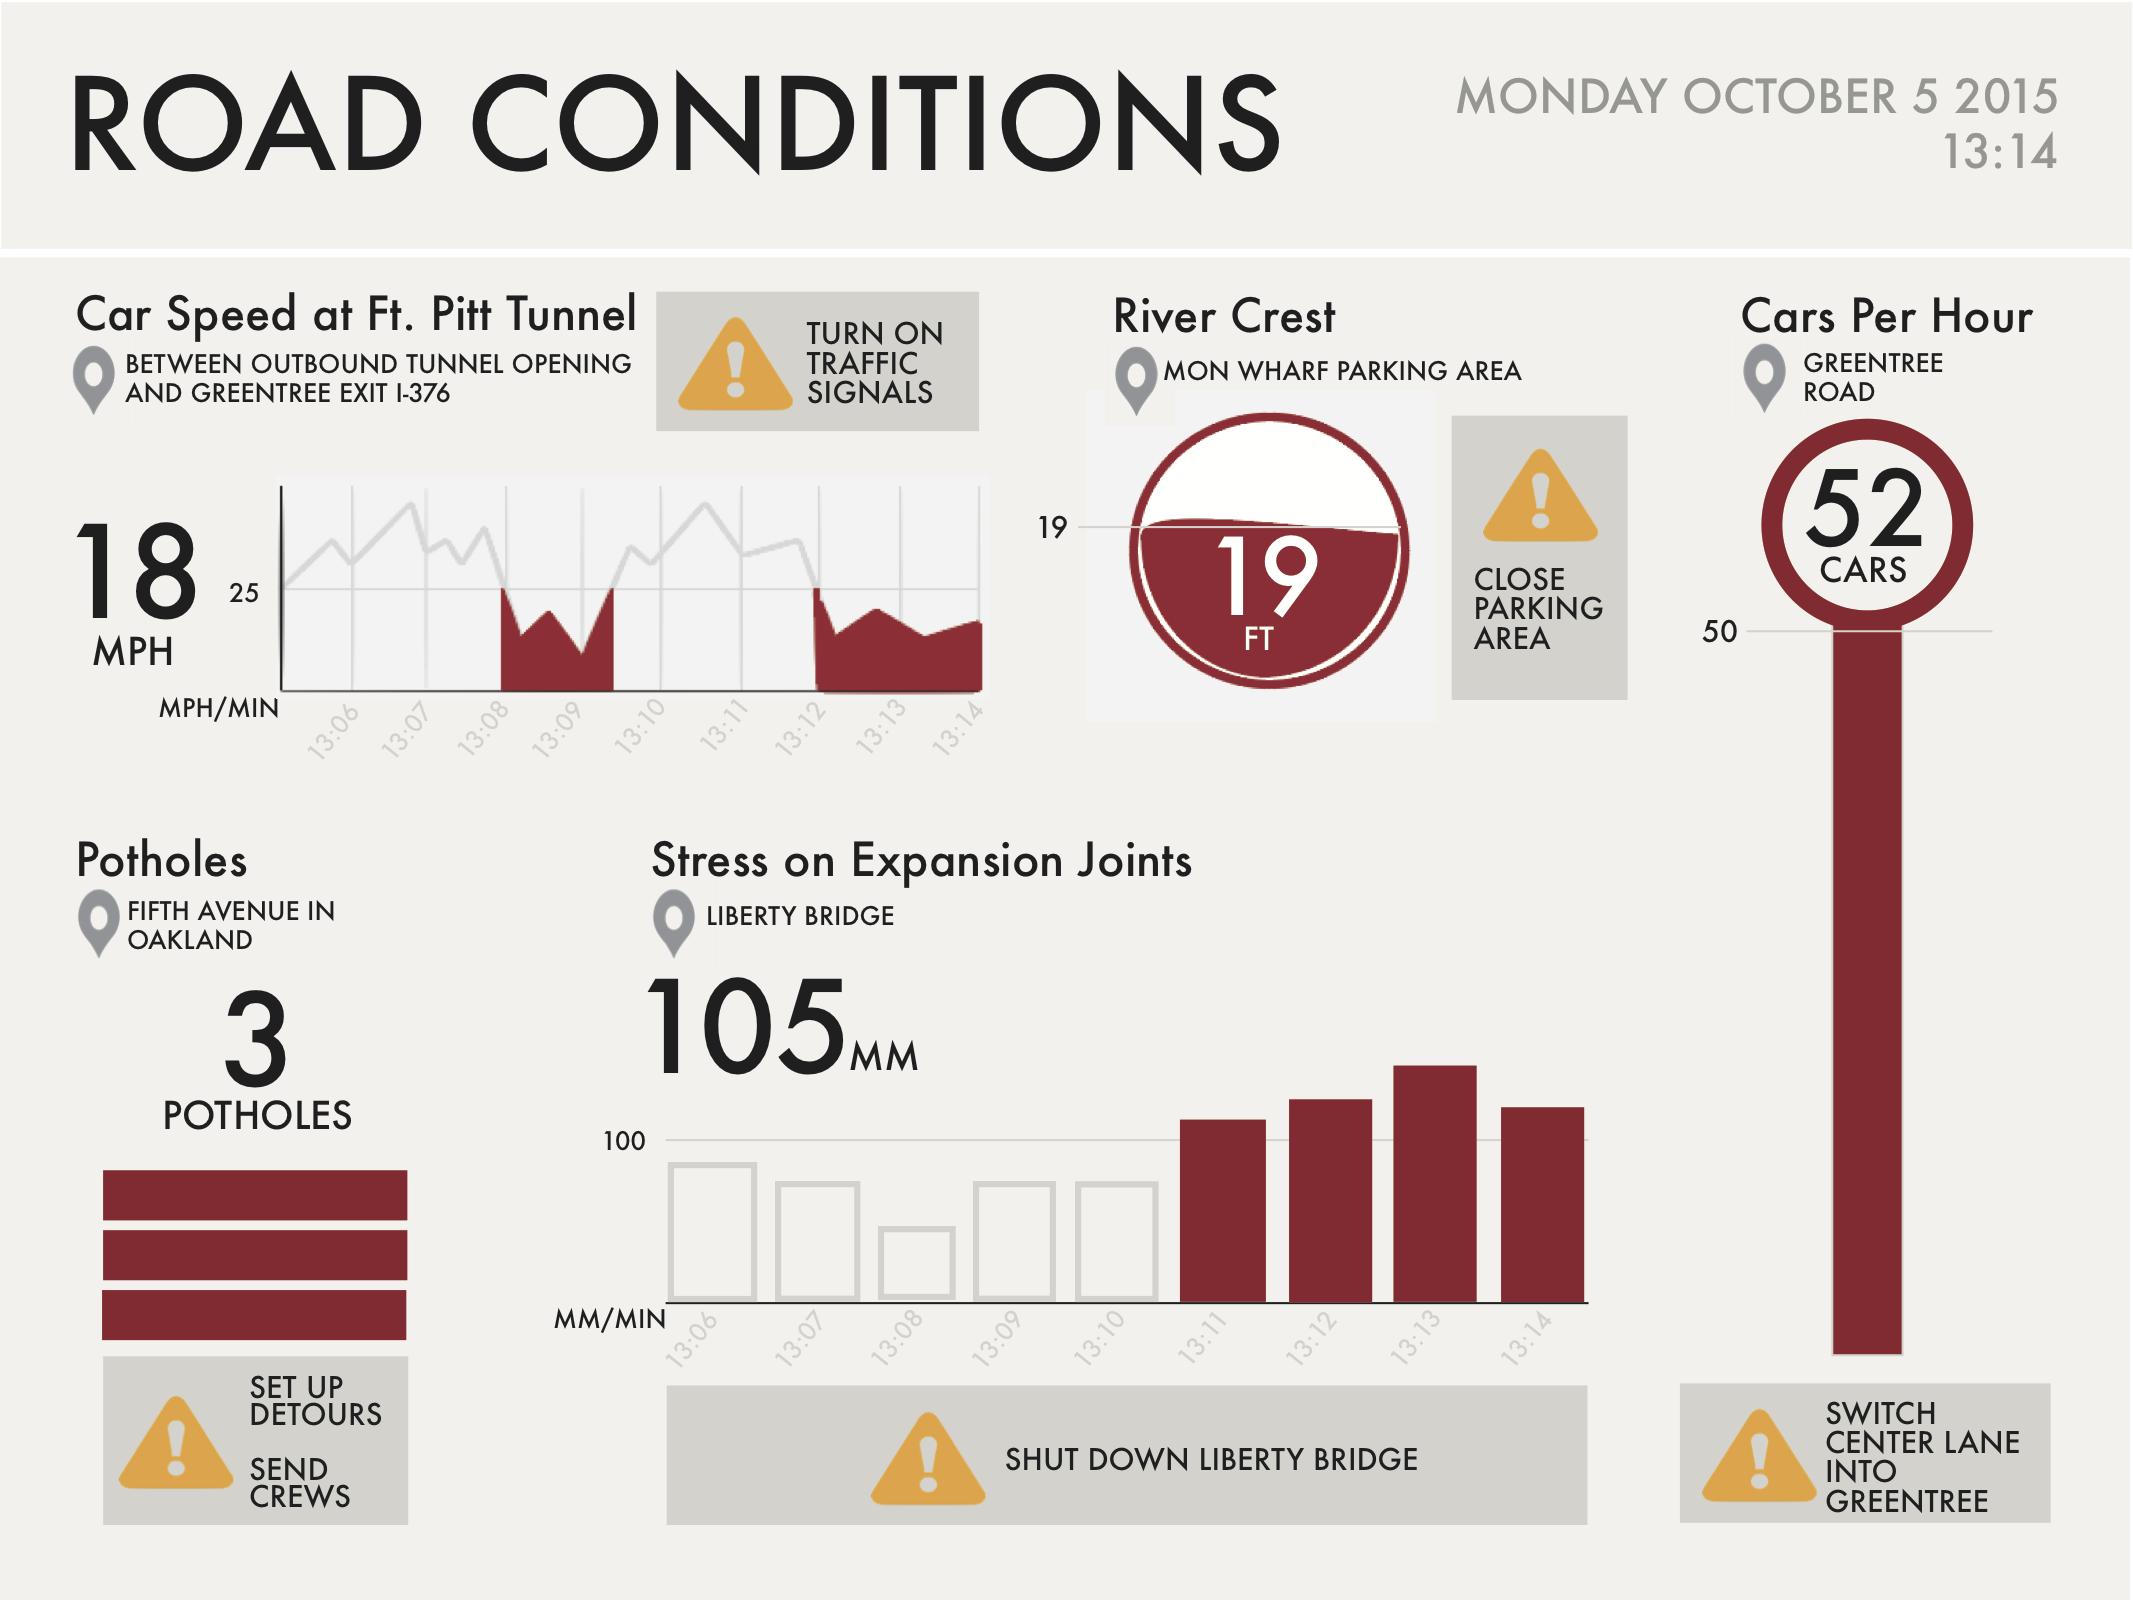 ROAD CONDITIONS
MONDAY OCTOBER 5 2015
13:14
Car Speed at Ft. Pitt Tunnel
BETWEEN OUTBOUND TUNNEL OPENING
AND GREENTREE EXIT I-376
TURN ON
TRAFFIC
SIGNALS
18
MPH
25
MPH/MIN
13:06
13:07
13:08
13:09
13:10
13:11
13:12
13:13
13:14
River Crest
MON WHARF PARKING AREA
19
19
FT
CLOSE
PARKING
AREA
Cars Per Hour
GREENTREE
ROAD
52
CARS
50
Potholes
FIFTH AVENUE IN
OAKLAND
3
POTHOLES
SET UP
DETOURS
SEND
CREWS
Stress on Expansion Joints
LIBERTY BRIDGE
105 MM
100
MM/MIN
13:06
13:07
13:08
13:09
13:10
13:11
13:12
13:13
13:14
SHUT DOWN LIBERTY BRIDGE
SWITCH
CENTER LANE
INTO
GREENTREE